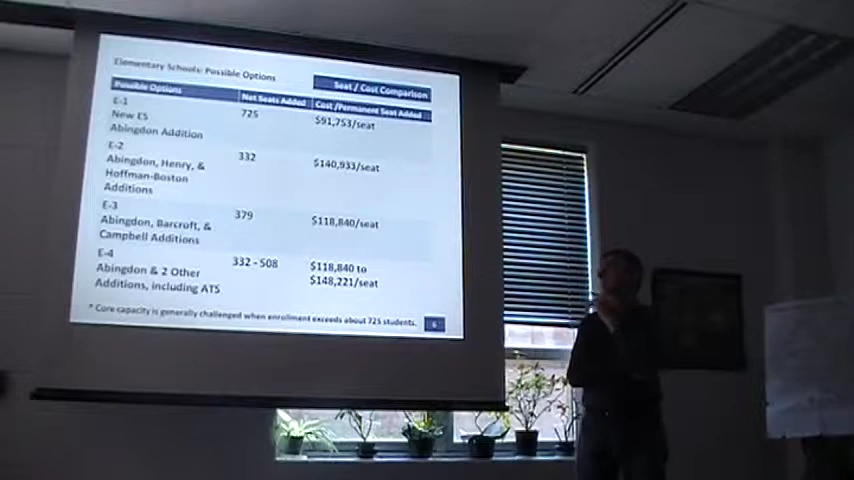 Elementary Schools: Possible Options
Seat / Cost Comparison
Possible Options Net Seats Added Cost /Permanent Seat Added
E-1
New ES 725 $91,753/seat
Abingdon Addition
E-2
Abingdon, Henry, & 332 $140,933/seat
Hoffman-Boston
Additions
E-3
Abingdon, Barcroft, & 379 $118,840/seat
Campbell Additions
E-4
Abingdon & 2 Other 332 - 508 $118,840 to
Additions, including ATS $148,221/seat
* Core capacity is generally challenged when enrollment exceeds about 725 students.
6